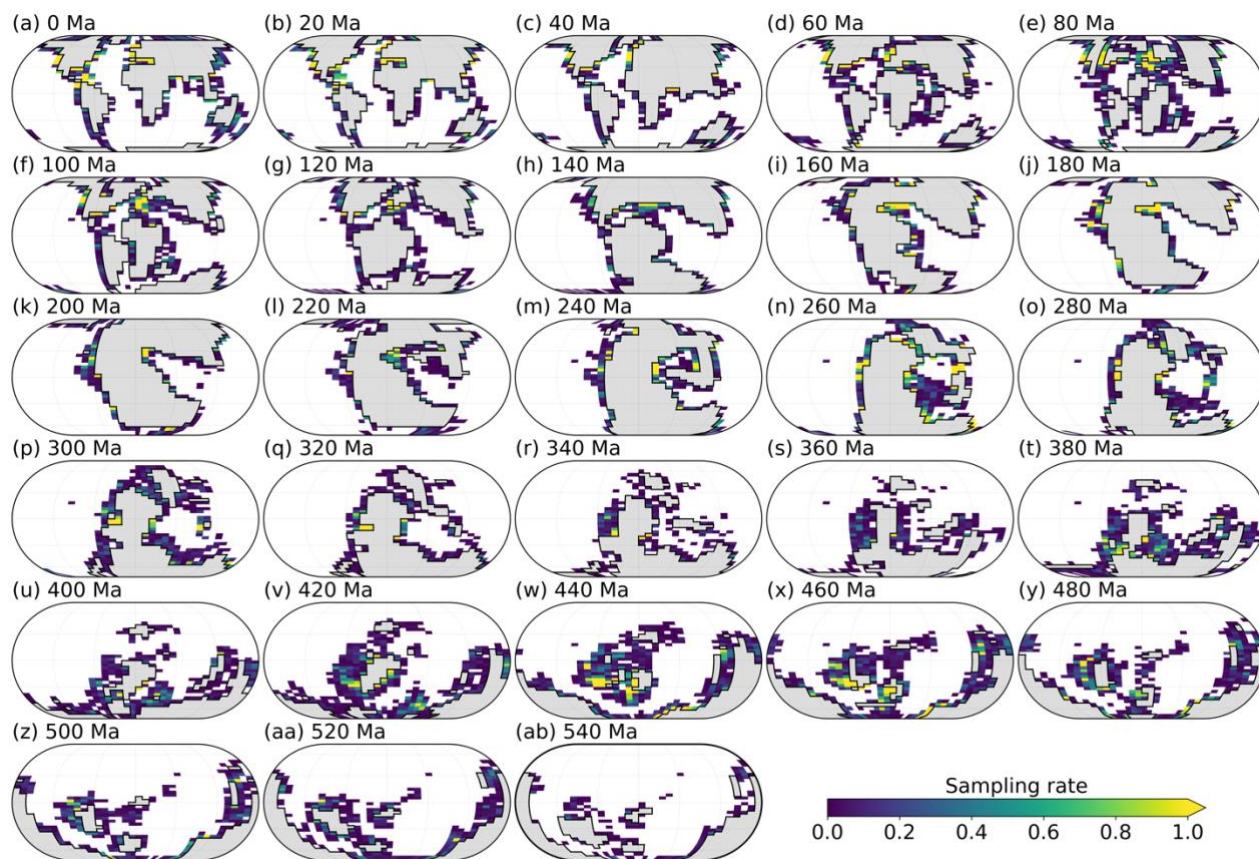 (a) 0 Ma
(b) 20 Ma
(c) 40 Ma
(d) 60 Ma
(e) 80 Ma
(f) 100 Ma
(g) 120 Ma
(h) 140 Ma
(i) 160 Ma
(j) 180 Ma
(k) 200 Ma
(l) 220 Ma
(m) 240 Ma
(n) 260 Ma
(o) 280 Ma
(p) 300 Ma
(q) 320 Ma
(r) 340 Ma
(s) 360 Ma
(t) 380 Ma
(u) 400 Ma
(v) 420 Ma
(w) 440 Ma
(x) 460 Ma
(y) 480 Ma
(z) 500 Ma
(aa) 520 Ma
(ab) 540 Ma
Sampling rate
0.0 0.2 0.4 0.6 0.8 1.0